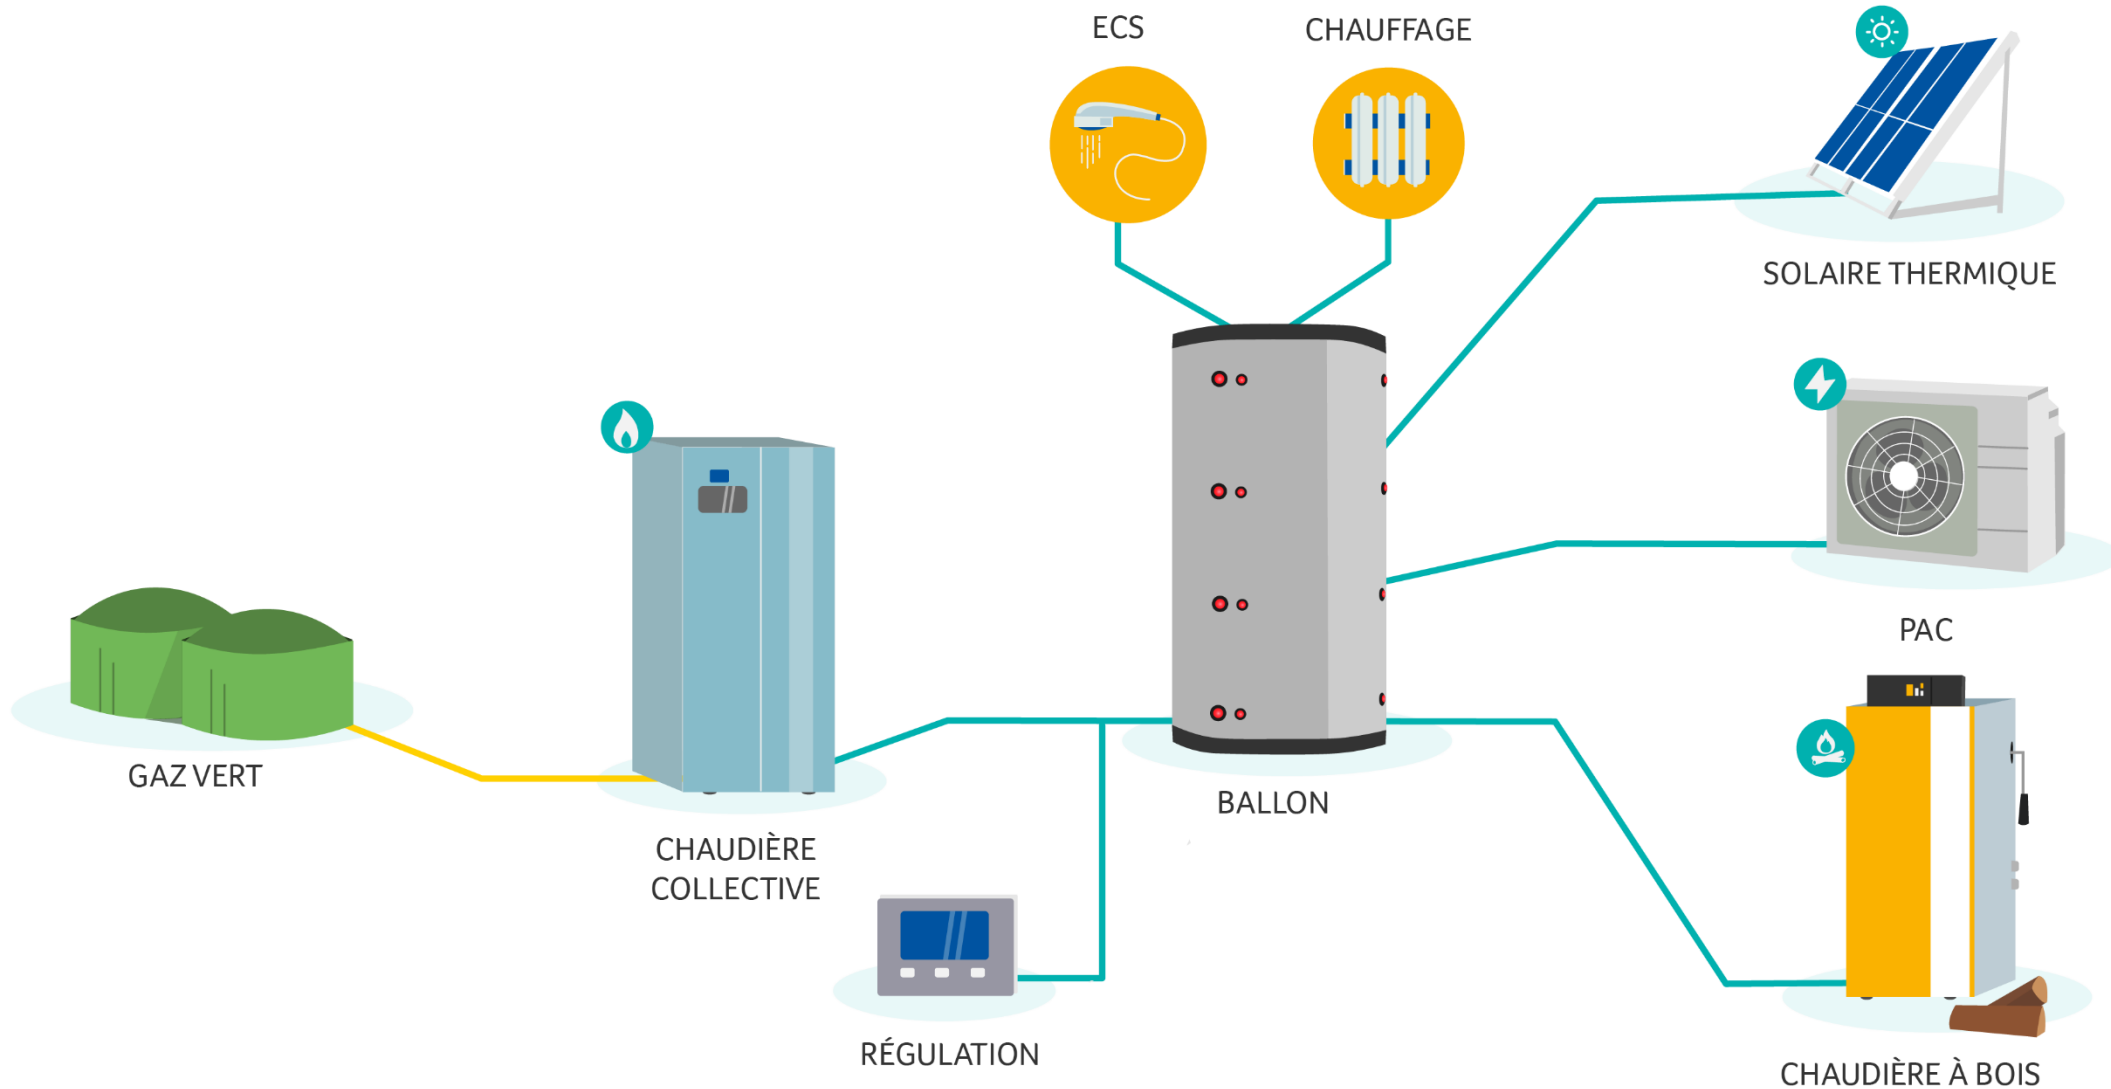 ECS
CHAUFFAGE
SOLAIRE THERMIQUE
PAC
GAZ VERT
BALLON
CHAUDIÈRE
COLLECTIVE
RÉGULATION
CHAUDIÈRE À BOIS